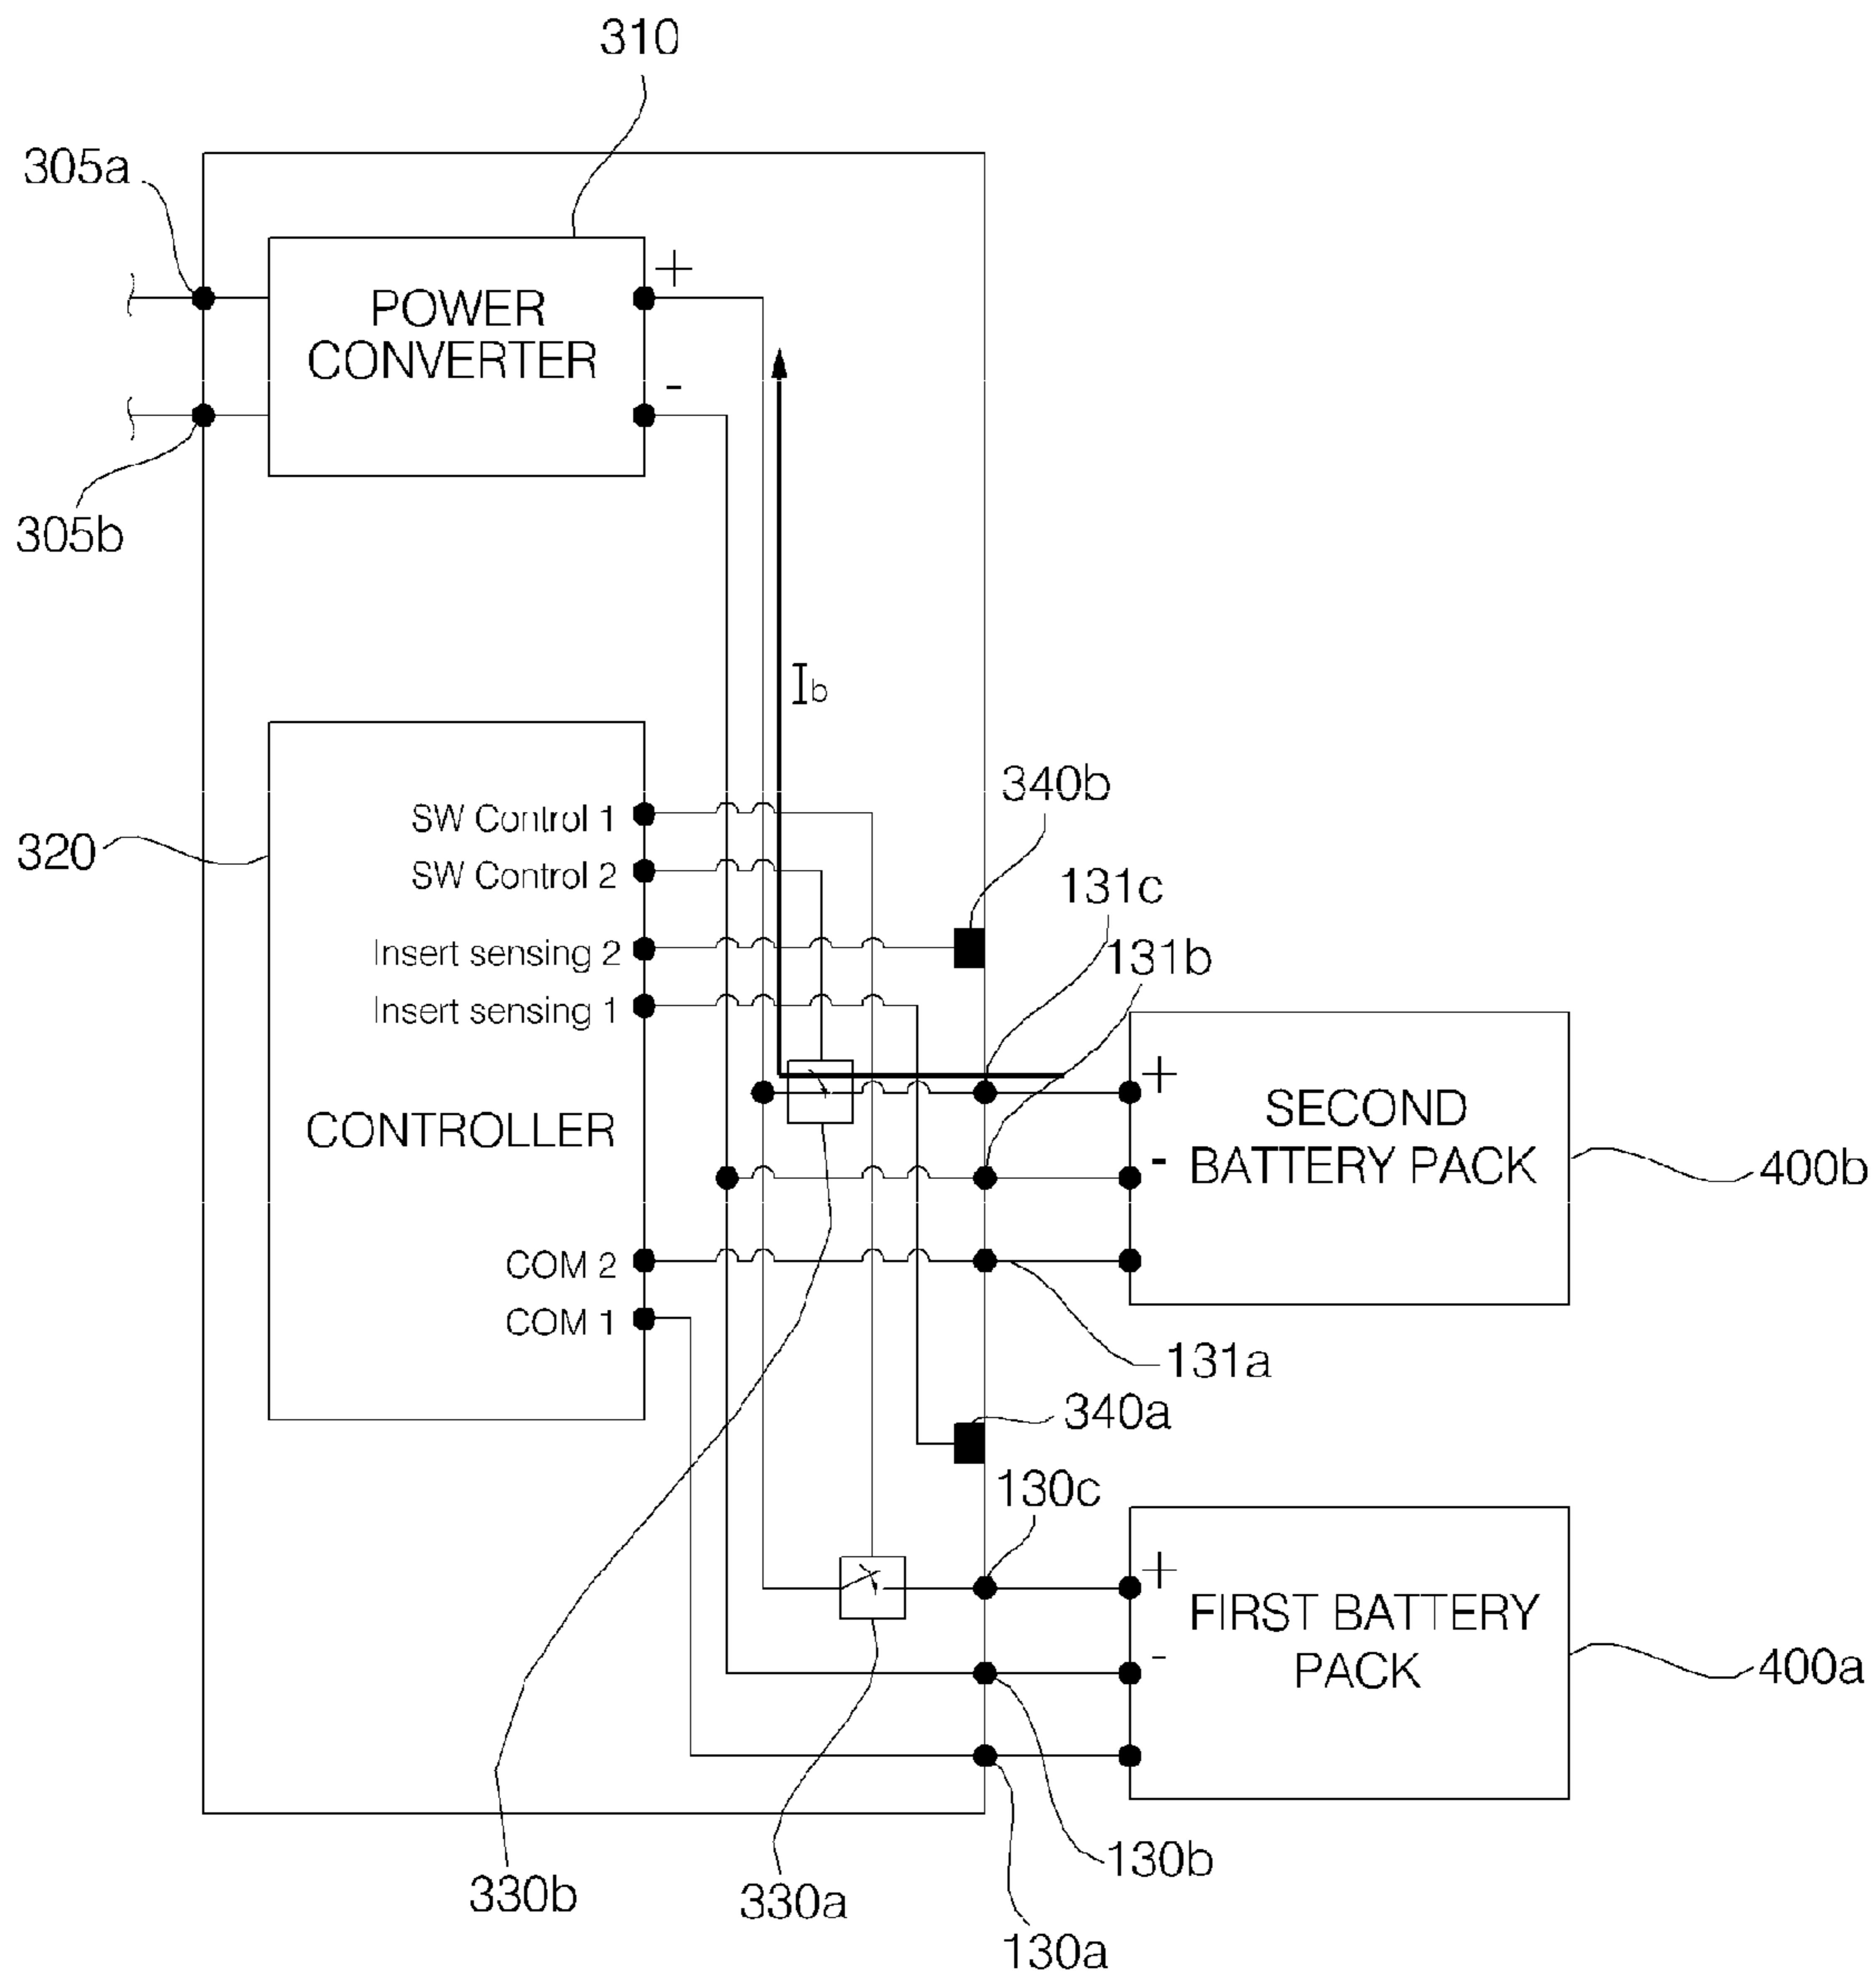 310
305a
+
POWER
CONVERTER
-
305b
Ib
340b
SW Control 1
320
SW Control 2
131c
Insert sensing 2
131b
Insert sensing 1
+
SECOND
CONTROLLER
-
BATTERY PACK
400b
COM 2
COM 1
131a
340a
130c
+
FIRST BATTERY
-
PACK
400a
130b
330b
330a
130a